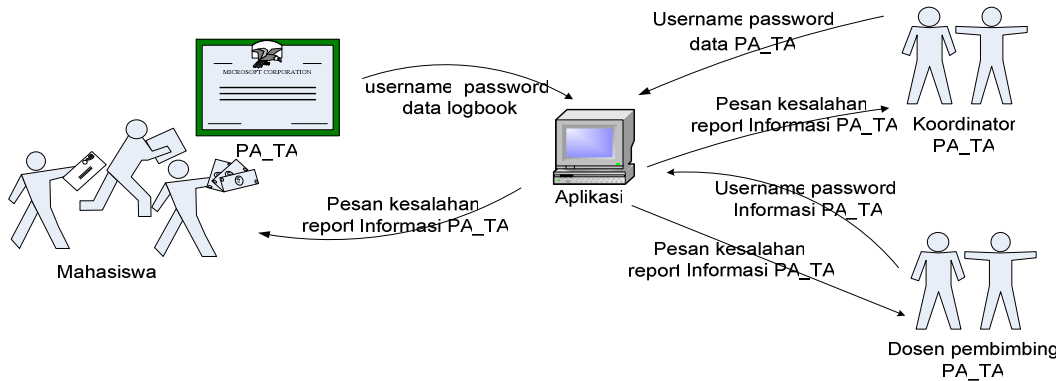 MICROSOFT CORPORATION
PA_TA
Mahasiswa
username password
data logbook
Pesan kesalahan
report Informasi PA_TA
Aplikasi
Username password
data PA_TA
Pesan kesalahan
report Informasi PA_TA
Koordinator
PA_TA
Username password
Informasi PA_TA
Pesan kesalahan
report Informasi PA_TA
Dosen pembimbing
PA_TA